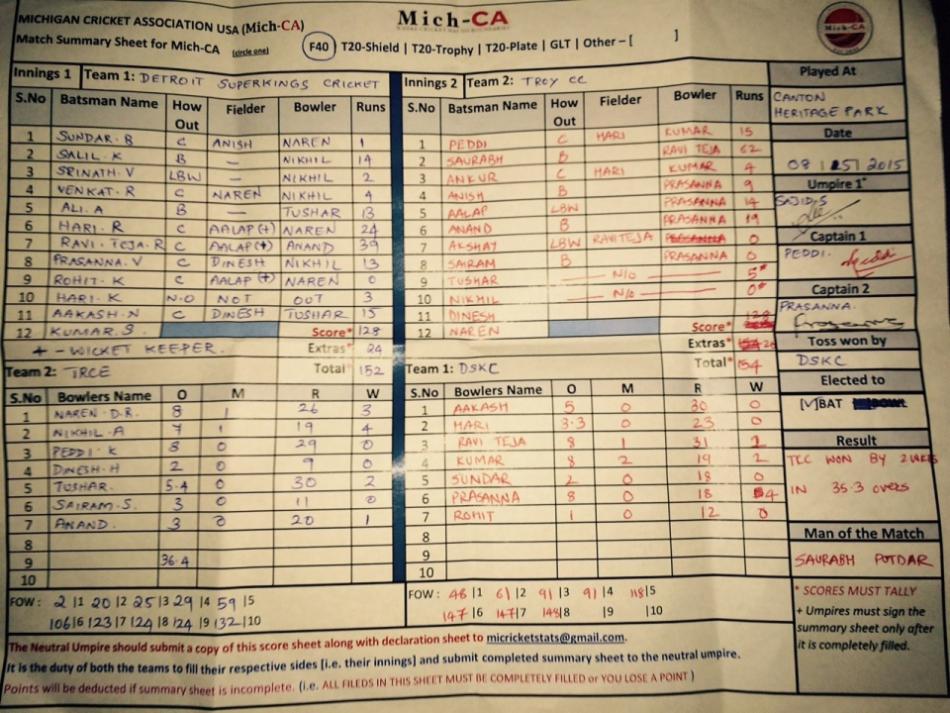 MICHIGAN CRICKET ASSOCIATION USA (Mich-CA)
Mich-CA
Match Summary Sheet for Mich-CA (circle one) F40 | T20-Shield | T20-Trophy | T20-Plate | GLT | Other – [ ]
Mich-CA
Innings 1 Team 1: DETROIT SUPERKINGS CRICKET
S.No Batsman Name How Out Fielder Bowler Runs
1 SUNDAR.B C ANISH NAREN 1
2 SALIL.K B — NIKHIL 14
3 SRINATH.V LBW — NIKHIL 2
4 VENKAT.R C NAREN NIKHIL 4
5 ALI.A B — TUSHAR 13
6 HARI.R C AALAP(+) NAREN 24
7 RAVI.TEJA.R C AALAP(+) ANAND 39
8 PRASANNA.V C DINESH NIKHIL 13
9 ROHIT.K C AALAP(+) NAREN 0
10 HARI.K N.O NOT OUT 3
11 AAKASH.N C DINESH TUSHAR 15
12 KUMAR.S. Score* 128
+ - WICKET KEEPER. Extras* 24
Total* 152
Team 2: TRCE
S.No Bowlers Name O M R W
1 NAREN.D.R. 8 1 26 3
2 NIKHIL.A 7 1 19 4
3 PEDDI.K 8 0 29 0
4 DINESH.H 2 0 9 0
5 TUSHAR. 5.4 0 30 2
6 SAIRAM.S. 3 0 11 0
7 ANAND. 3 0 20 1
8
9 36.4
10
FOW: 2|1 20|2 25|3 29|4 59|5
106|6 123|7 124|8 124|9 132|10
Innings 2 Team 2: TROY CC
S.No Batsman Name How Out Fielder Bowler Runs
1 PEDDI C HARI KUMAR 15
2 SAURABH B RAVI TEJA 62
3 ANKUR C HARI KUMAR 4
4 ANISH B PRASANNA 9
5 AALAP LBW PRASANNA 14
6 ANAND B PRASANNA 19
7 AKSHAY LBW RAVITEJA 0
8 SAIRAM B PRASANNA 0
9 TUSHAR — N/O — 5*
10 NIKHIL — N/O — 0*
11 DINESH
12 NAREN Score* 128
Extras* 26
Total* 154
Team 1: DSKC
S.No Bowlers Name O M R W
1 AAKASH 5 0 30 0
2 HARI 3.3 0 23 0
3 RAVI TEJA 8 1 31 2
4 KUMAR 8 2 19 2
5 SUNDAR 2 0 18 0
6 PRASANNA 8 0 18 4
7 ROHIT 1 0 12 0
8
9
10
FOW: 46|1 61|2 91|3 91|4 118|5
147|6 147|7 148|8 |9 |10
Played At
CANTON
HERITAGE PARK
Date
08 | 15 | 2015
Umpire 1*
SAJID.S
Captain 1
PEDDI.
Captain 2
PRASANNA.
Toss won by
DSKC
Elected to
[✓]BAT
Result
TCC WON BY 2 WKTS
IN 35.3 OVERS
Man of the Match
SAURABH POTDAR
* SCORES MUST TALLY
+ Umpires must sign the
summary sheet only after
it is completely filled.
The Neutral Umpire should submit a copy of this score sheet along with declaration sheet to micricketstats@gmail.com.
It is the duty of both the teams to fill their respective sides [i.e. their innings] and submit completed summary sheet to the neutral umpire.
Points will be deducted if summary sheet is incomplete. (i.e. ALL FILEDS IN THIS SHEET MUST BE COMPLETELY FILLED or YOU LOSE A POINT )